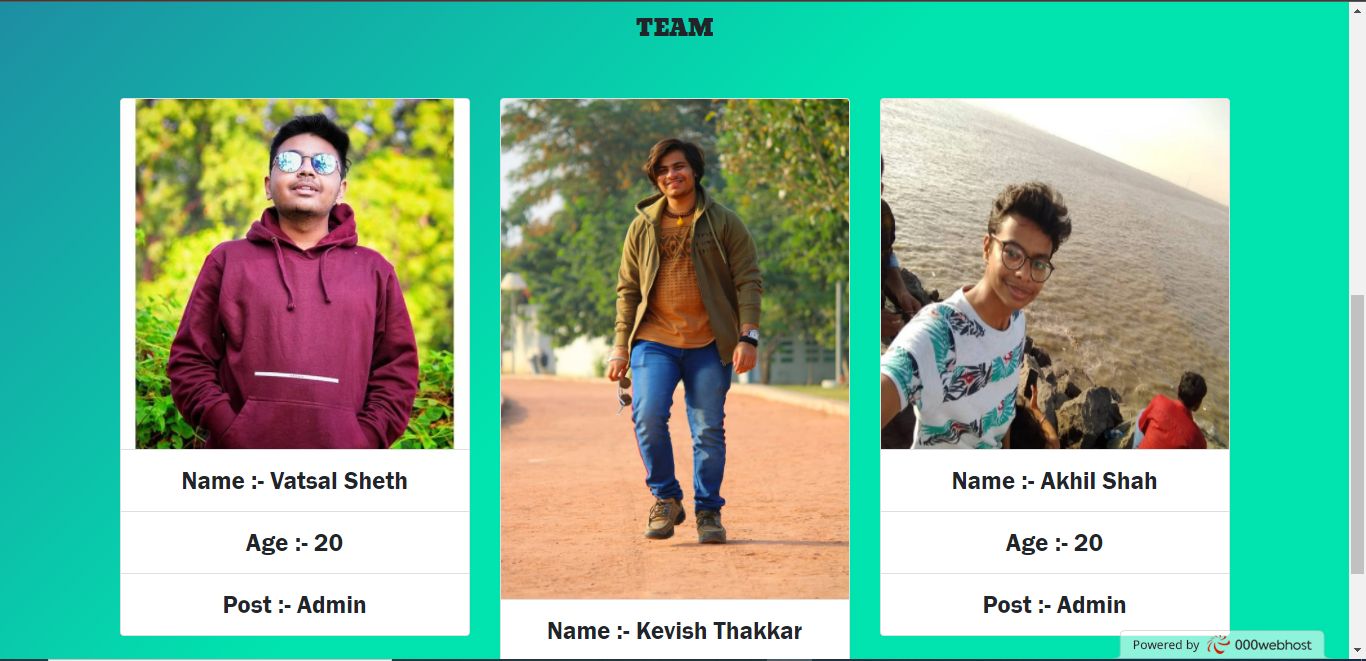 TEAM
Name :- Vatsal Sheth
Age :- 20
Post :- Admin
Name :- Kevish Thakkar
Name :- Akhil Shah
Age :- 20
Post :- Admin
Powered by 000webhost